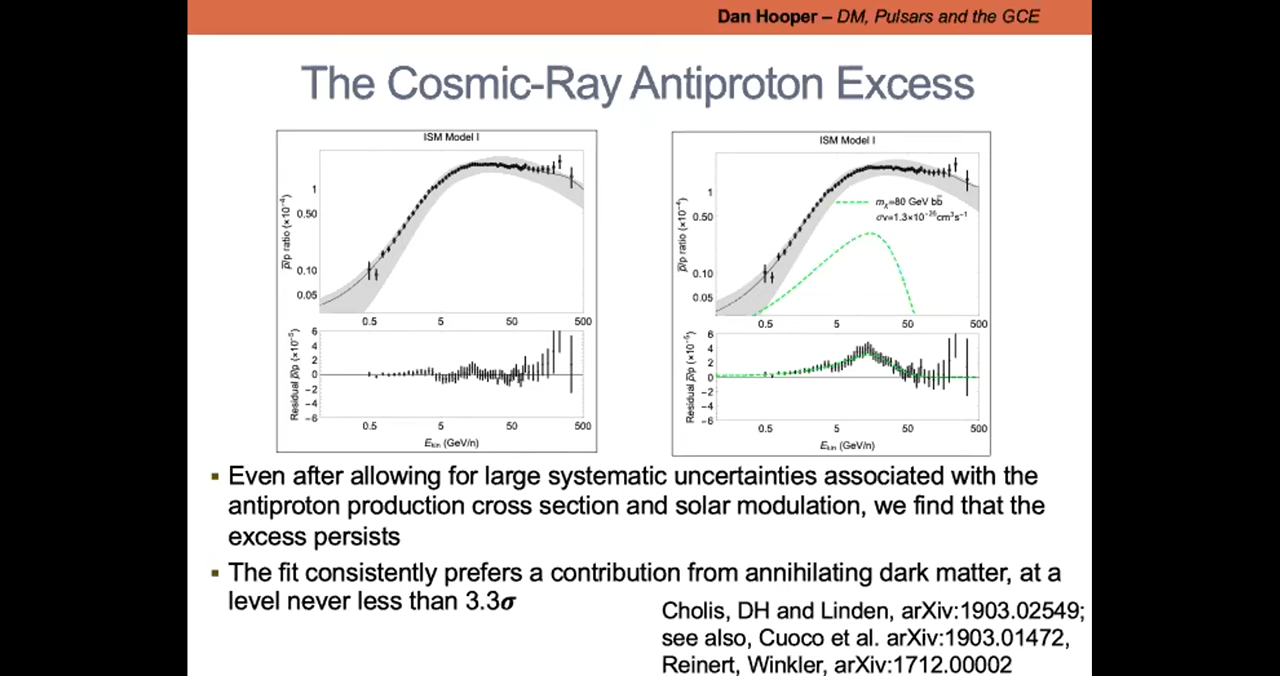 Dan Hooper – DM, Pulsars and the GCE
The Cosmic-Ray Antiproton Excess
ISM Model I
p̅/p ratio (×10⁻⁴)
1
0.50
0.10
0.05
0.5 5 50 500
Residual p̅/p (×10⁻⁵)
6
4
2
0
−2
−4
−6
0.5 5 50 500
Ekin (GeV/n)
ISM Model I
p̅/p ratio (×10⁻⁴)
1
0.50
0.10
0.05
mχ=80 GeV bb̅
σv=1.3×10⁻²⁶cm³s⁻¹
0.5 5 50 500
Residual p̅/p (×10⁻⁵)
6
4
2
0
−2
−4
−6
0.5 5 50 500
Ekin (GeV/n)
▪ Even after allowing for large systematic uncertainties associated with the
antiproton production cross section and solar modulation, we find that the
excess persists
▪ The fit consistently prefers a contribution from annihilating dark matter, at a
level never less than 3.3σ
Cholis, DH and Linden, arXiv:1903.02549;
see also, Cuoco et al. arXiv:1903.01472,
Reinert, Winkler, arXiv:1712.00002